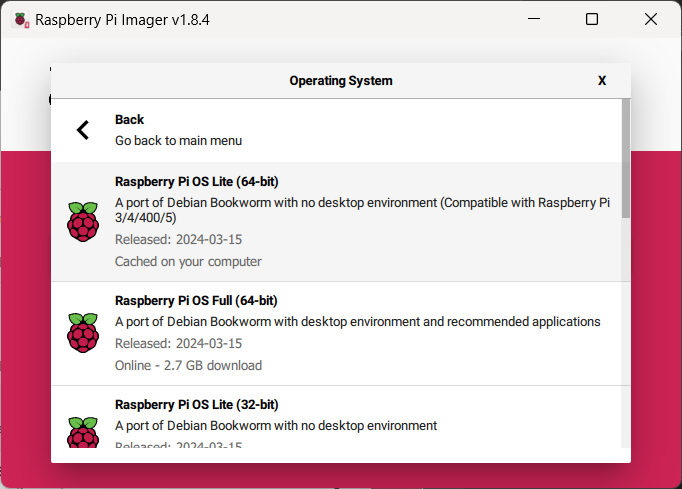 Raspberry Pi Imager v1.8.4
Operating System
X
Back
Go back to main menu
Raspberry Pi OS Lite (64-bit)
A port of Debian Bookworm with no desktop environment (Compatible with Raspberry Pi
3/4/400/5)
Released: 2024-03-15
Cached on your computer
Raspberry Pi OS Full (64-bit)
A port of Debian Bookworm with desktop environment and recommended applications
Released: 2024-03-15
Online - 2.7 GB download
Raspberry Pi OS Lite (32-bit)
A port of Debian Bookworm with no desktop environment
Released: 2024-03-15